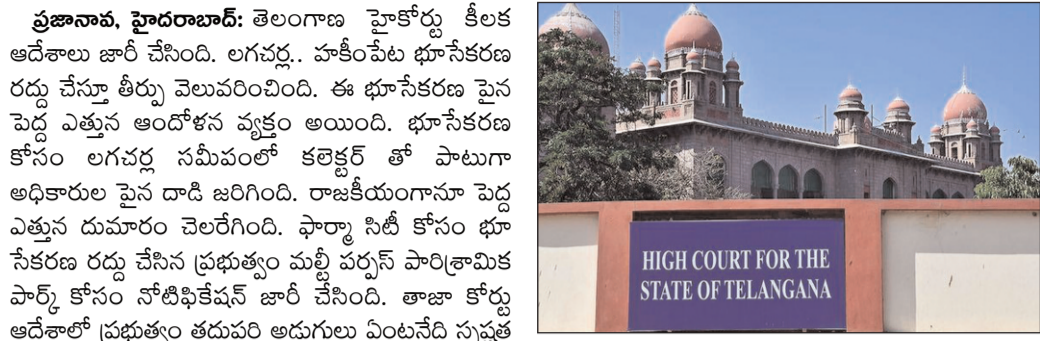 ప్రజానావ, హైదరాబాద్: తెలంగాణ హైకోర్టు కీలక
ఆదేశాలు జారీ చేసింది. లగచర్ల.. హకీంపేట భూసేకరణ
రద్దు చేస్తూ తీర్పు వెలువరించింది. ఈ భూసేకరణ పైన
పెద్ద ఎత్తున ఆందోళన వ్యక్తం అయింది. భూసేకరణ
కోసం లగచర్ల సమీపంలో కలెక్టర్ తో పాటుగా
అధికారుల పైన దాడి జరిగింది. రాజకీయంగానూ పెద్ద
ఎత్తున దుమారం చెలరేగింది. ఫార్మా సిటీ కోసం భూ
సేకరణ రద్దు చేసిన ప్రభుత్వం మల్టీ పర్పస్ పారిశ్రామిక
పార్క్ కోసం నోటిఫికేషన్ జారీ చేసింది. తాజా కోర్టు
ఆదేశాలో ప్రభుత్వం తదుపరి అడుగులు ఏంటనేది స్పష్టత
HIGH COURT FOR THE
STATE OF TELANGANA